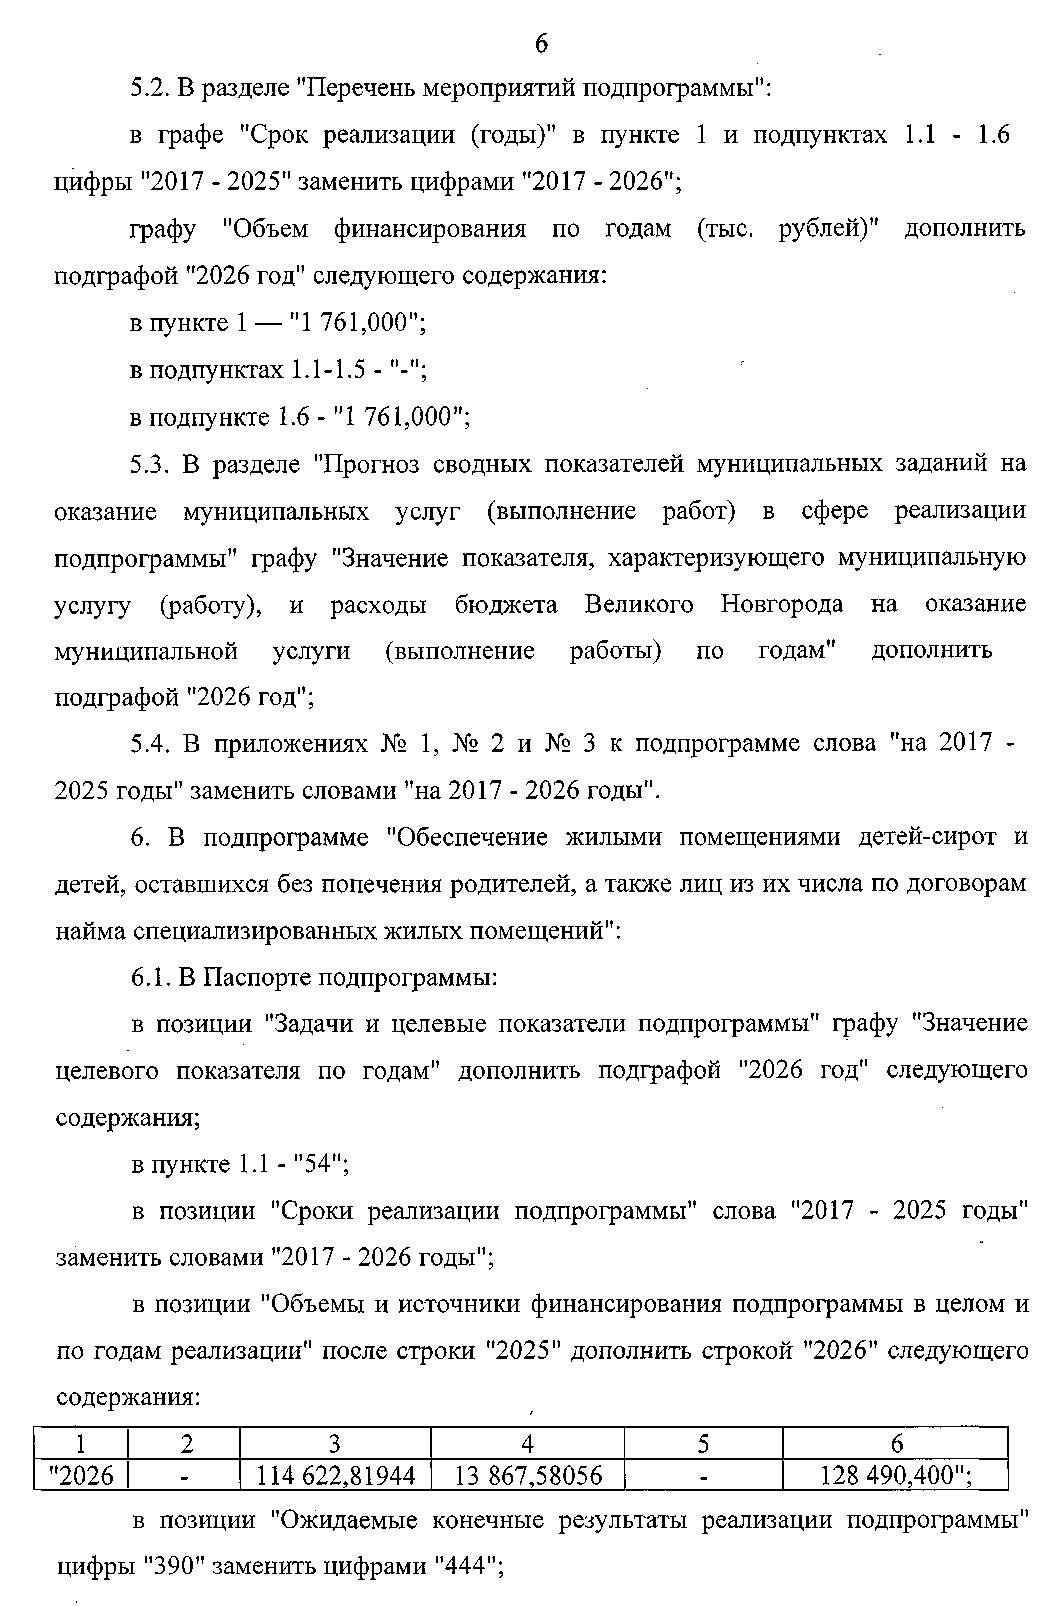 6
5.2. В разделе "Перечень мероприятий подпрограммы":
в графе "Срок реализации (годы)" в пункте 1 и подпунктах 1.1 - 1.6
цифры "2017 - 2025" заменить цифрами "2017 - 2026";
графу "Объем финансирования по годам (тыс. рублей)" дополнить
подграфой "2026 год" следующего содержания:
в пункте 1 — "1 761,000";
в подпунктах 1.1-1.5 - "-";
в подпункте 1.6 - "1 761,000";
5.3. В разделе "Прогноз сводных показателей муниципальных заданий на
оказание муниципальных услуг (выполнение работ) в сфере реализации
подпрограммы" графу "Значение показателя, характеризующего муниципальную
услугу (работу), и расходы бюджета Великого Новгорода на оказание
муниципальной услуги (выполнение работы) по годам" дополнить
подграфой "2026 год";
5.4. В приложениях № 1, № 2 и № 3 к подпрограмме слова "на 2017 -
2025 годы" заменить словами "на 2017 - 2026 годы".
6. В подпрограмме "Обеспечение жилыми помещениями детей-сирот и
детей, оставшихся без попечения родителей, а также лиц из их числа по договорам
найма специализированных жилых помещений":
6.1. В Паспорте подпрограммы:
в позиции "Задачи и целевые показатели подпрограммы" графу "Значение
целевого показателя по годам" дополнить подграфой "2026 год" следующего
содержания;
в пункте 1.1 - "54";
в позиции "Сроки реализации подпрограммы" слова "2017 - 2025 годы"
заменить словами "2017 - 2026 годы";
в позиции "Объемы и источники финансирования подпрограммы в целом и
по годам реализации" после строки "2025" дополнить строкой "2026" следующего
содержания:
1 2 3 4 5 6
"2026 - 114 622,81944 13 867,58056 - 128 490,400";
в позиции "Ожидаемые конечные результаты реализации подпрограммы"
цифры "390" заменить цифрами "444";